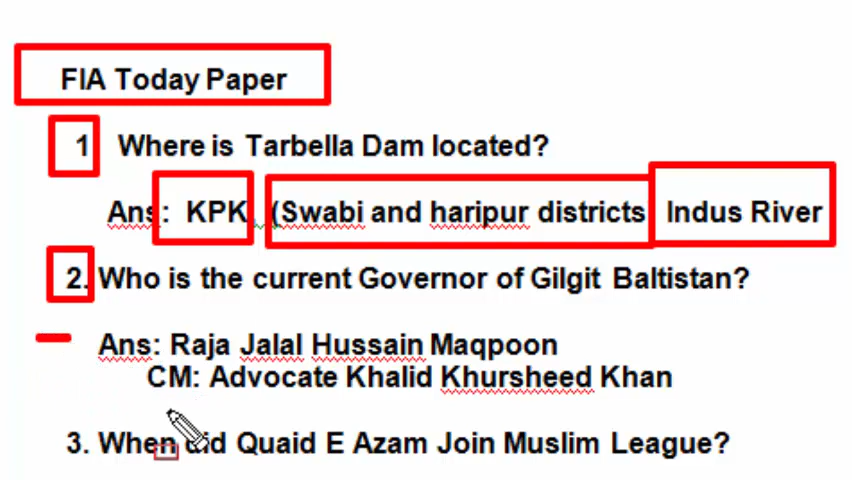 FIA Today Paper
1 Where is Tarbella Dam located?
Ans: KPK, (Swabi and haripur districts Indus River
2. Who is the current Governor of Gilgit Baltistan?
Ans: Raja Jalal Hussain Maqpoon
CM: Advocate Khalid Khursheed Khan
3. When did Quaid E Azam Join Muslim League?